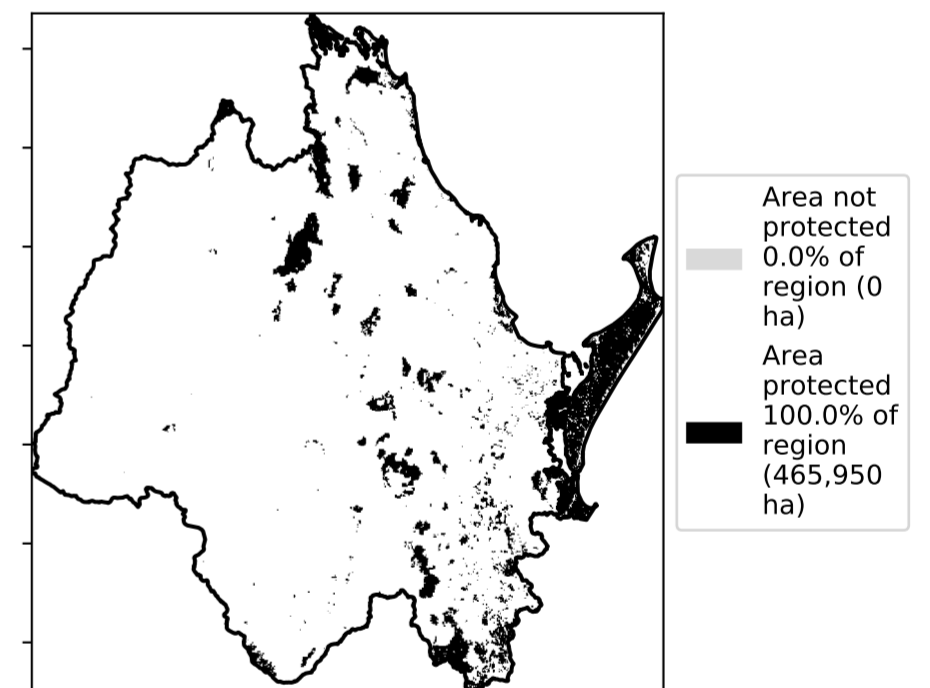 Area not
protected
0.0% of
region (0
ha)
Area
protected
100.0% of
region
(465,950
ha)